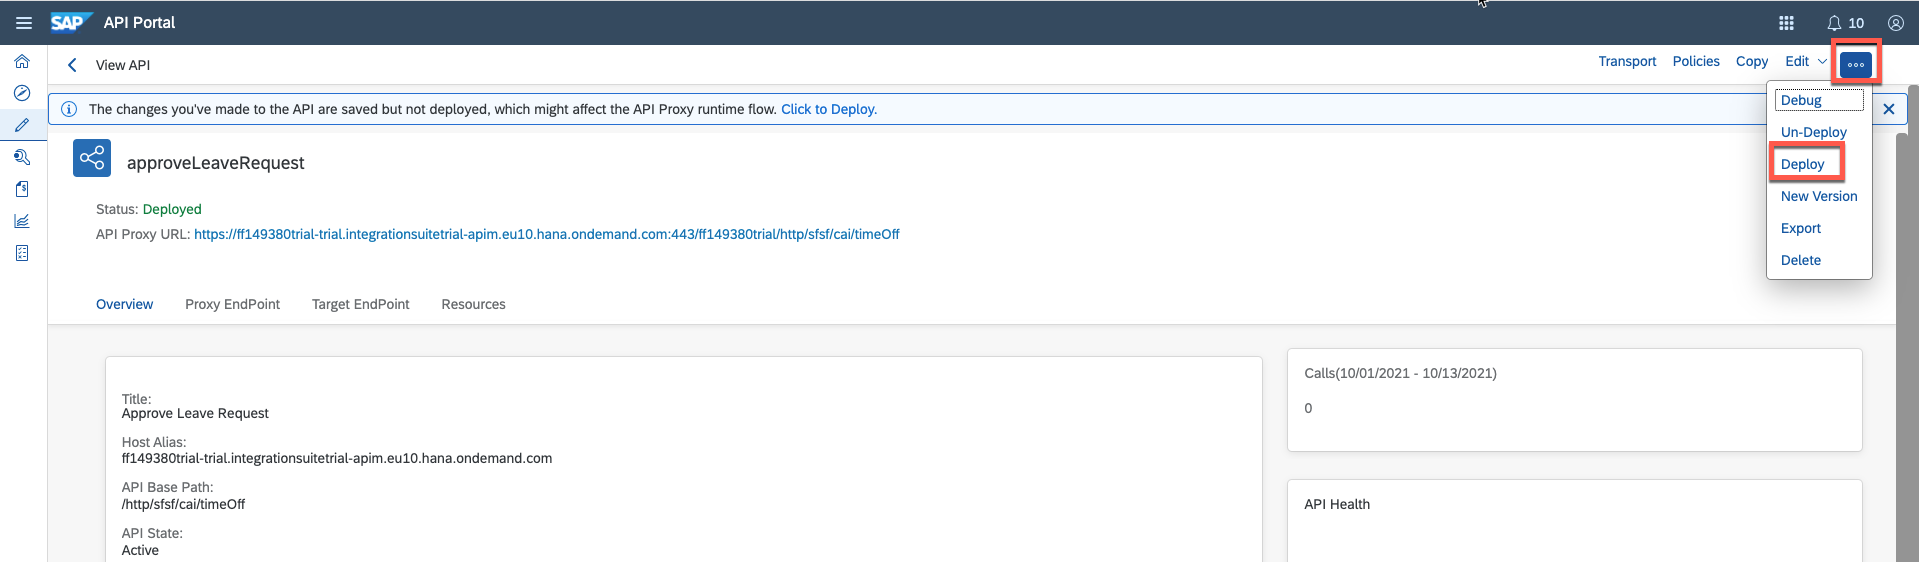 SAP API Portal 10
View API Transport Policies Copy Edit
The changes you've made to the API are saved but not deployed, which might affect the API Proxy runtime flow. Click to Deploy.
Debug
Un-Deploy
Deploy
New Version
Export
Delete
approveLeaveRequest
Status: Deployed
API Proxy URL: https://ff149380trial-trial.integrationsuitetrial-apim.eu10.hana.ondemand.com:443/ff149380trial/http/sfsf/cai/timeOff
Overview Proxy EndPoint Target EndPoint Resources
Title:
Approve Leave Request
Host Alias:
ff149380trial-trial.integrationsuitetrial-apim.eu10.hana.ondemand.com
API Base Path:
/http/sfsf/cai/timeOff
API State:
Active
Calls(10/01/2021 - 10/13/2021)
0
API Health